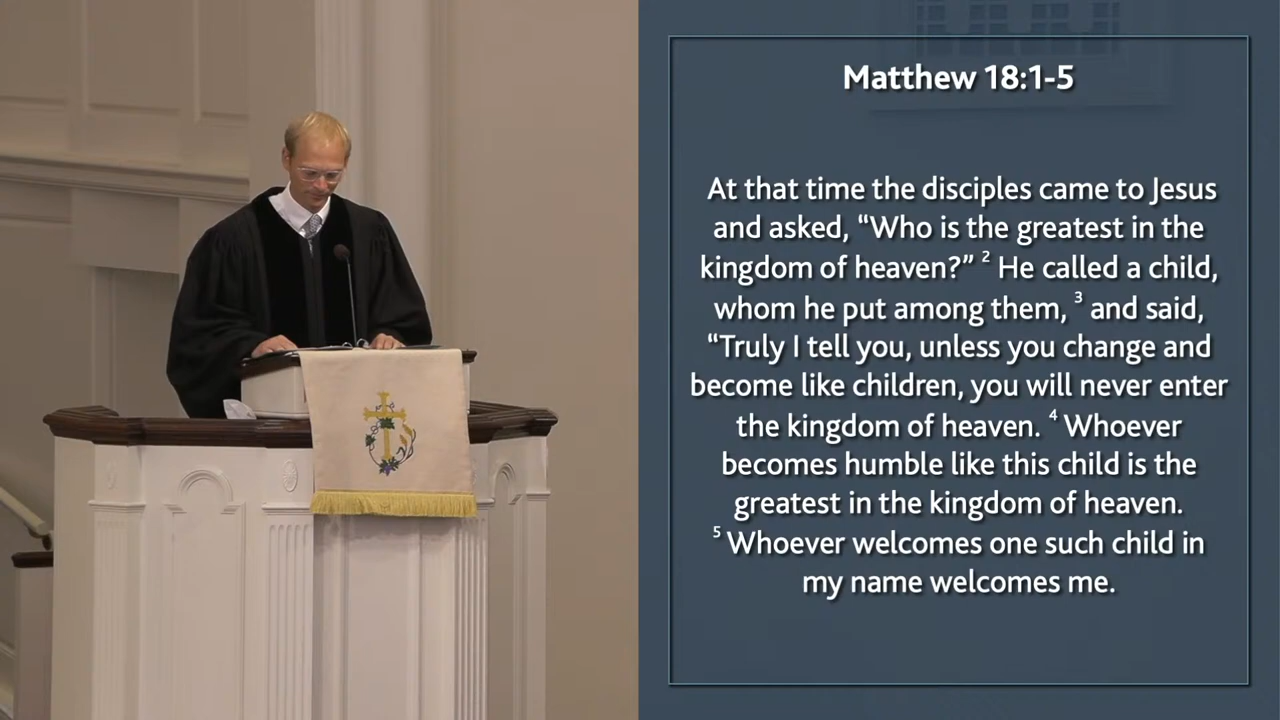 Matthew 18:1-5
At that time the disciples came to Jesus
and asked, “Who is the greatest in the
kingdom of heaven?” ² He called a child,
whom he put among them, ³ and said,
“Truly I tell you, unless you change and
become like children, you will never enter
the kingdom of heaven. ⁴ Whoever
becomes humble like this child is the
greatest in the kingdom of heaven.
⁵ Whoever welcomes one such child in
my name welcomes me.